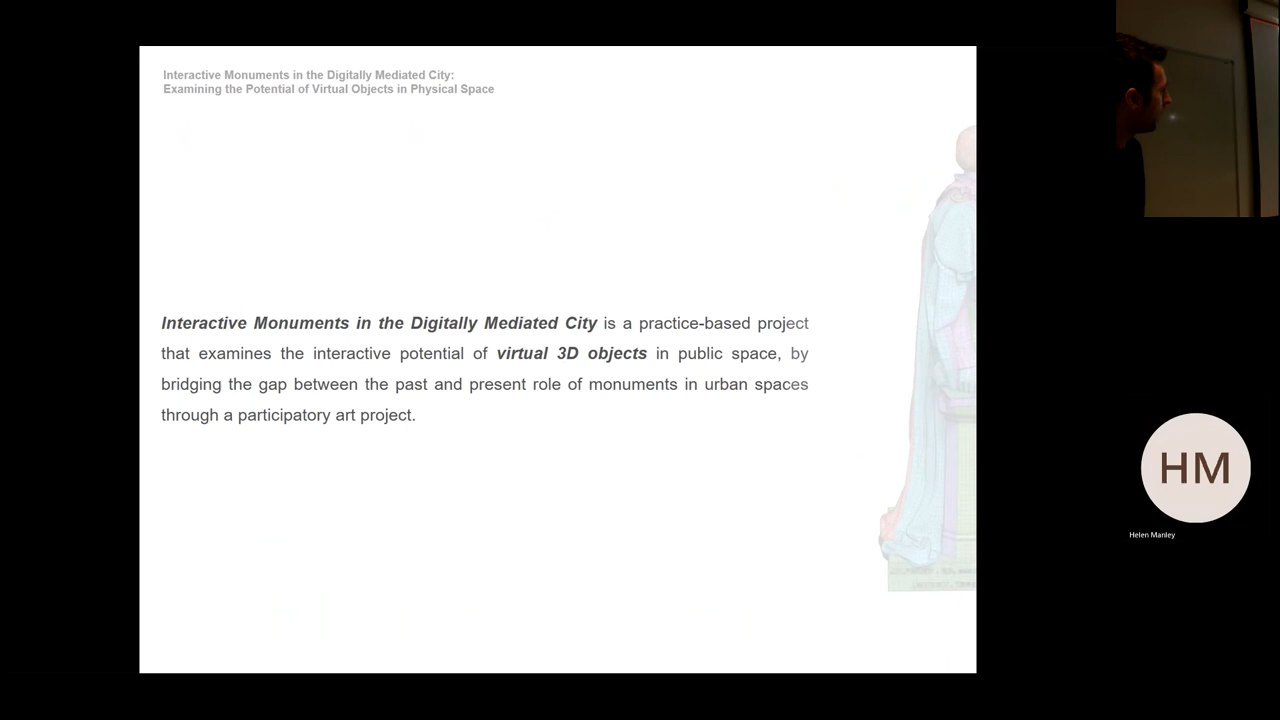 Interactive Monuments in the Digitally Mediated City:
Examining the Potential of Virtual Objects in Physical Space
Interactive Monuments in the Digitally Mediated City is a practice-based project
that examines the interactive potential of virtual 3D objects in public space, by
bridging the gap between the past and present role of monuments in urban spaces
through a participatory art project.
HM
Helen Manley